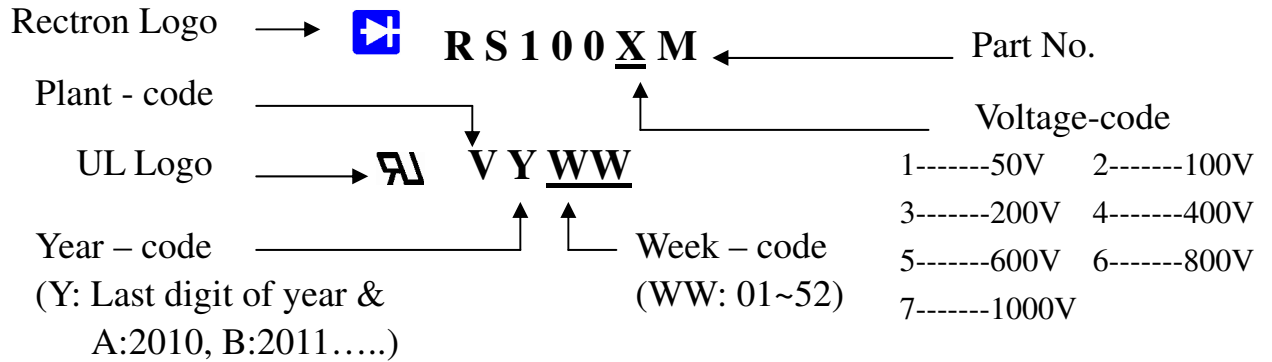 Rectron Logo
R S 1 0 0 X M
Part No.
Plant - code
Voltage-code
UL Logo
V Y WW
1-------50V 2-------100V
3-------200V 4-------400V
Year – code
Week – code
5-------600V 6-------800V
(Y: Last digit of year &
(WW: 01~52)
7-------1000V
A:2010, B:2011…..)